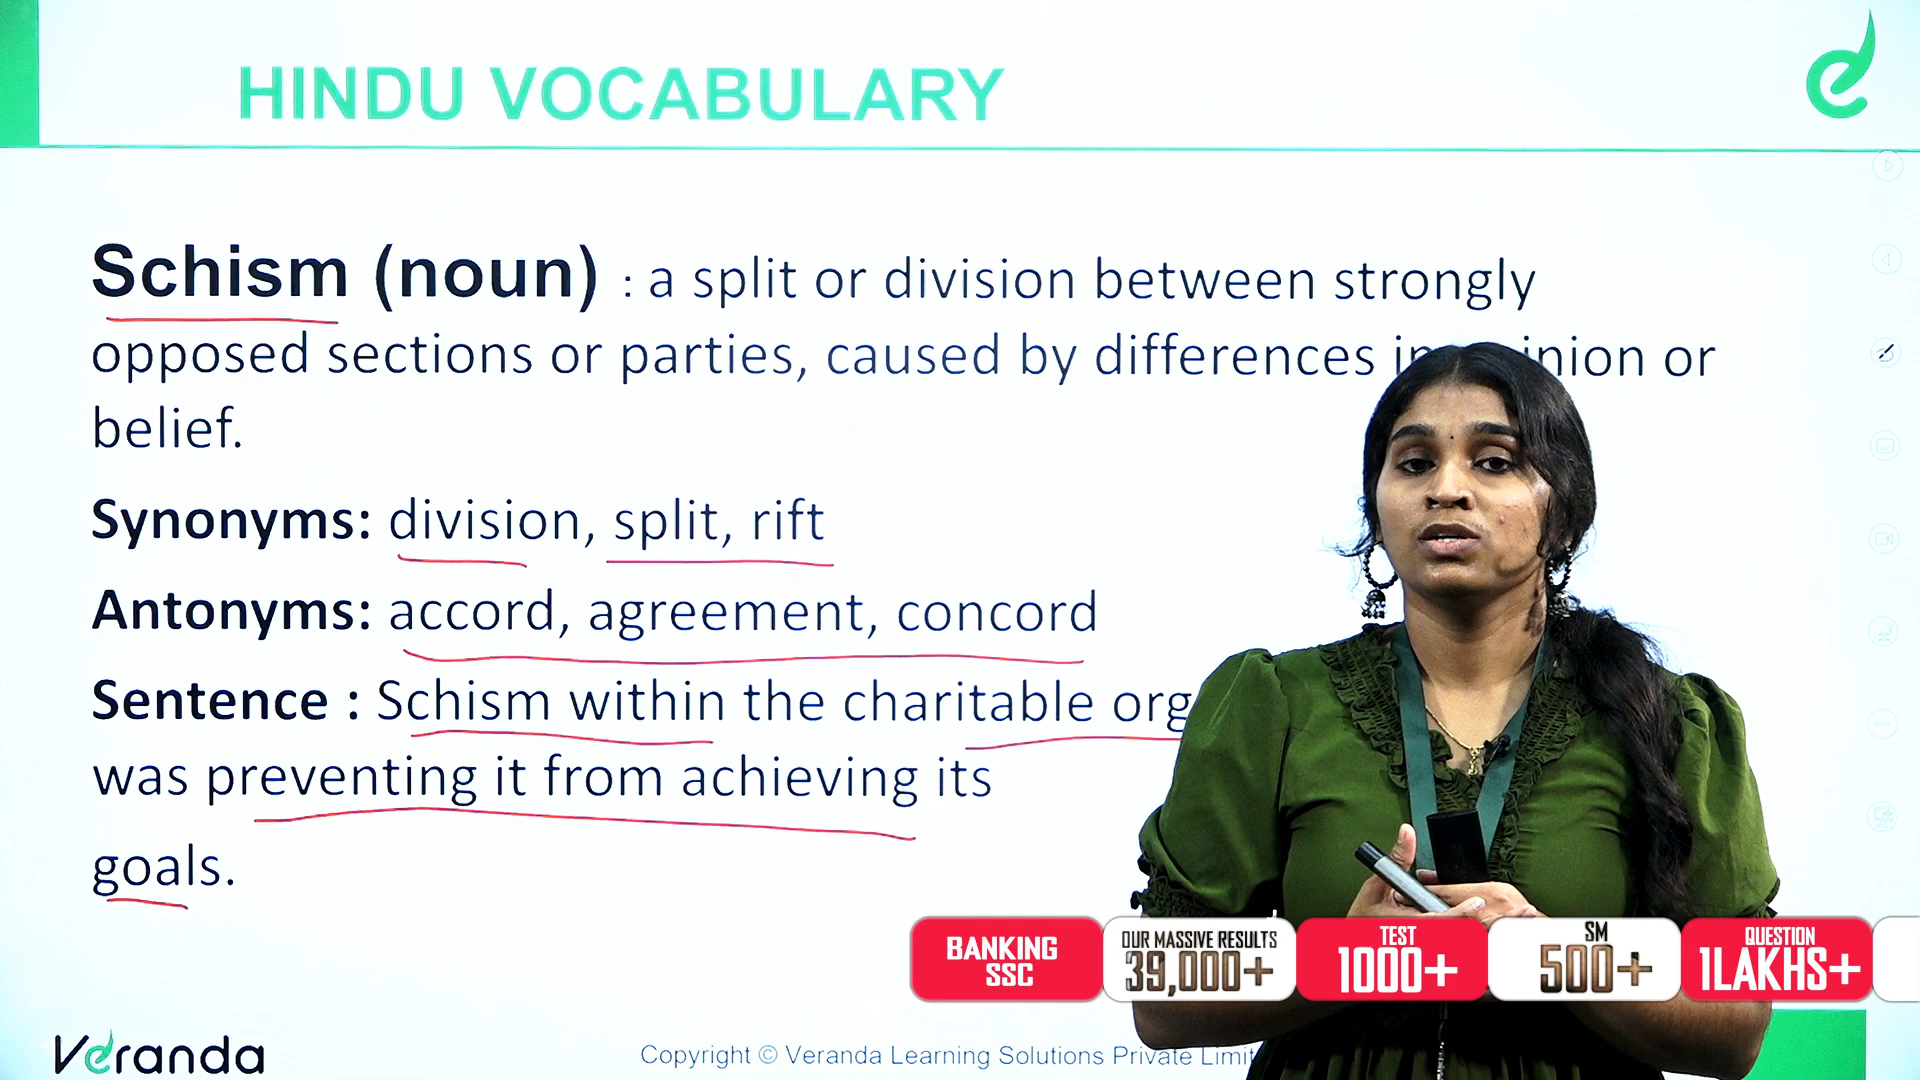 HINDU VOCABULARY
Schism (noun) : a split or division between strongly
opposed sections or parties, caused by differences or
belief.
Synonyms: division, split, rift
Antonyms: accord, agreement, concord
Sentence : Schism within the charitable
was preventing it from achieving its
goals.
BANKING
SSC
OUR MASSIVE RESULTS
39,000+
TEST
1000+
SM
500+
QUESTION
1LAKHS+
Veranda
Copyright © Veranda Learning Solutions Private